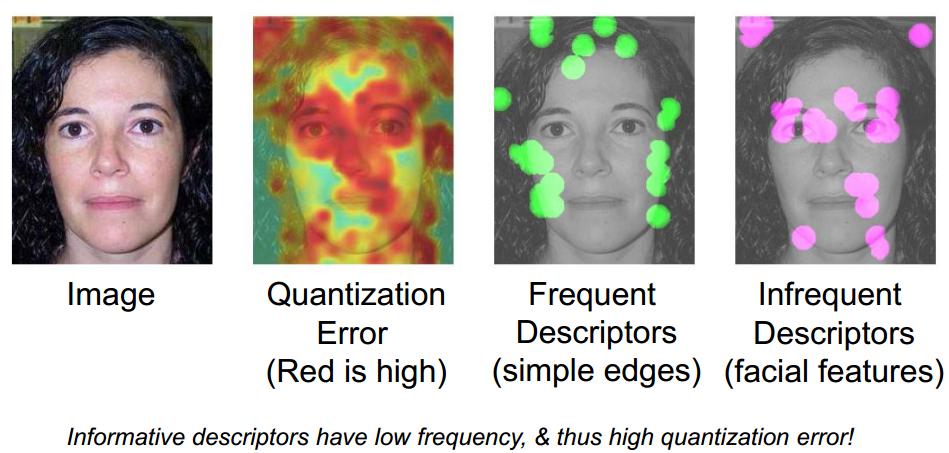 Image
Quantization
Error
(Red is high)
Frequent
Descriptors
(simple edges)
Infrequent
Descriptors
(facial features)
Informative descriptors have low frequency, & thus high quantization error!